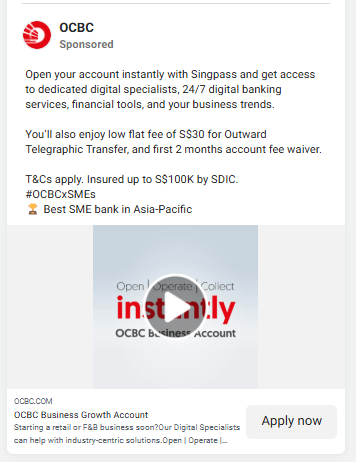 OCBC
Sponsored
Open your account instantly with Singpass and get access
to dedicated digital specialists, 24/7 digital banking
services, financial tools, and your business trends.
You'll also enjoy low flat fee of S$30 for Outward
Telegraphic Transfer, and first 2 months account fee waiver.
T&Cs apply. Insured up to S$100K by SDIC.
#OCBCxSMEs
🏆 Best SME bank in Asia-Pacific
Open | Operate | Collect
instantly
OCBC Business Account
OCBC.COM
OCBC Business Growth Account
Starting a retail or F&B business soon?Our Digital Specialists
can help with industry-centric solutions.Open | Operate |...
Apply now